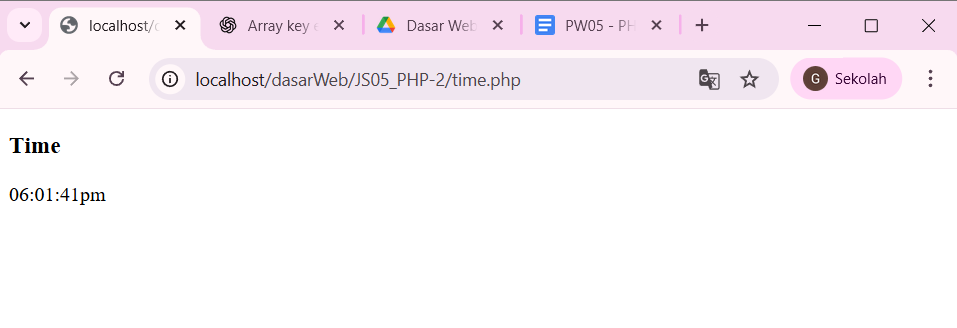 localhost/d
Array key e
Dasar Web
PW05 - PH
localhost/dasarWeb/JS05_PHP-2/time.php
G
Sekolah
Time
06:01:41pm